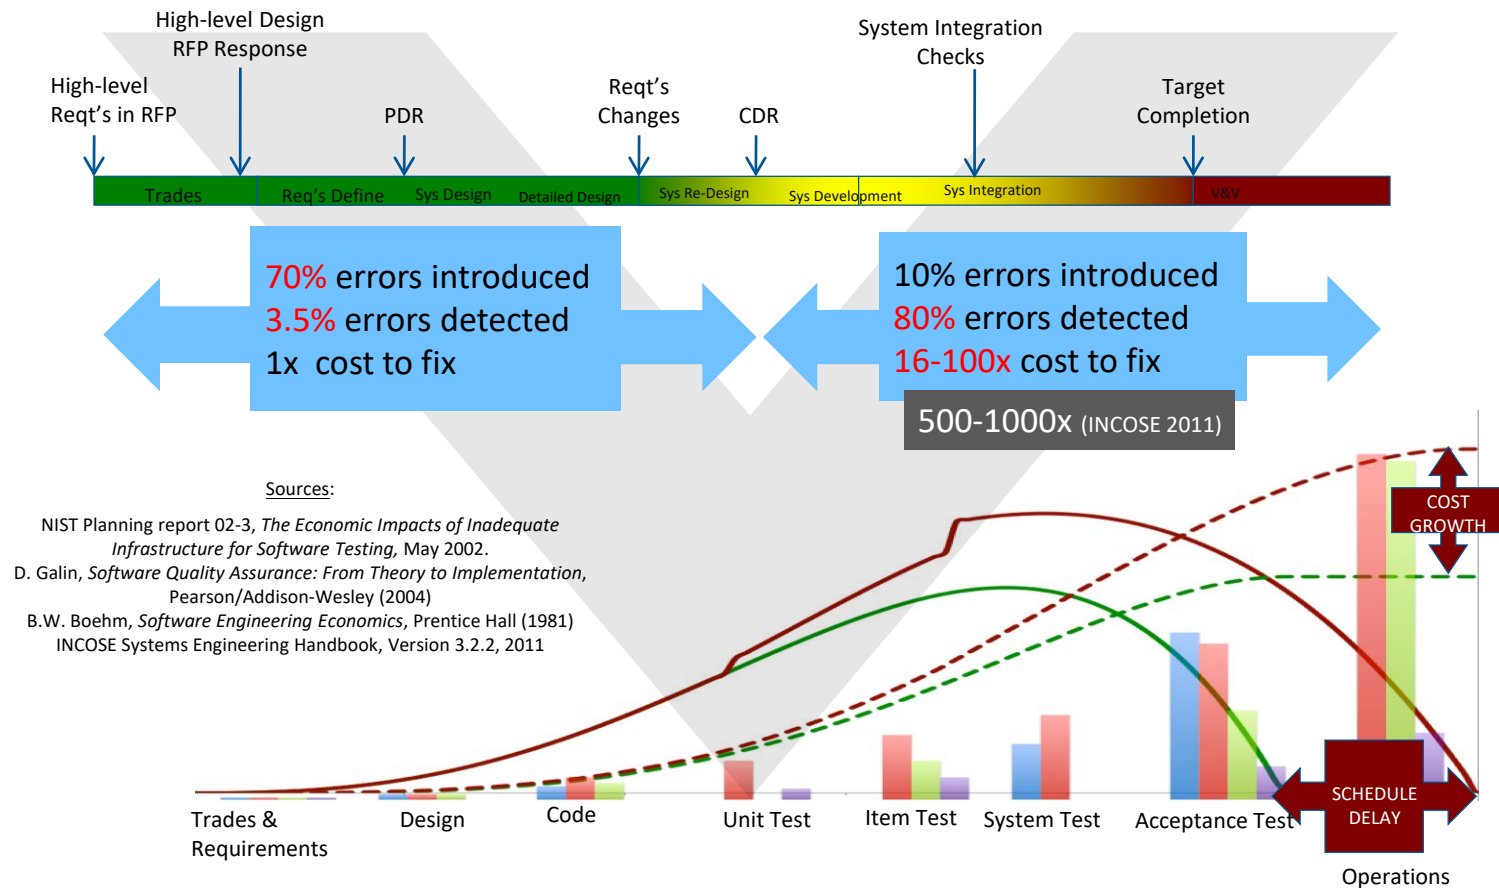 High-level Design
RFP Response
System Integration
Checks
High-level
Reqt's in RFP
PDR
Reqt's
Changes
CDR
Target
Completion
Trades
Req's Define
Sys Design
Detailed Design
Sys Re-Design
Sys Development
Sys Integration
V&V
70% errors introduced
3.5% errors detected
1x cost to fix
10% errors introduced
80% errors detected
16-100x cost to fix
500-1000x (INCOSE 2011)
Sources:
NIST Planning report 02-3, The Economic Impacts of Inadequate
Infrastructure for Software Testing, May 2002.
D. Galin, Software Quality Assurance: From Theory to Implementation,
Pearson/Addison-Wesley (2004)
B.W. Boehm, Software Engineering Economics, Prentice Hall (1981)
INCOSE Systems Engineering Handbook, Version 3.2.2, 2011
COST
GROWTH
SCHEDULE
DELAY
Trades &
Requirements
Design
Code
Unit Test
Item Test
System Test
Acceptance Test
Operations